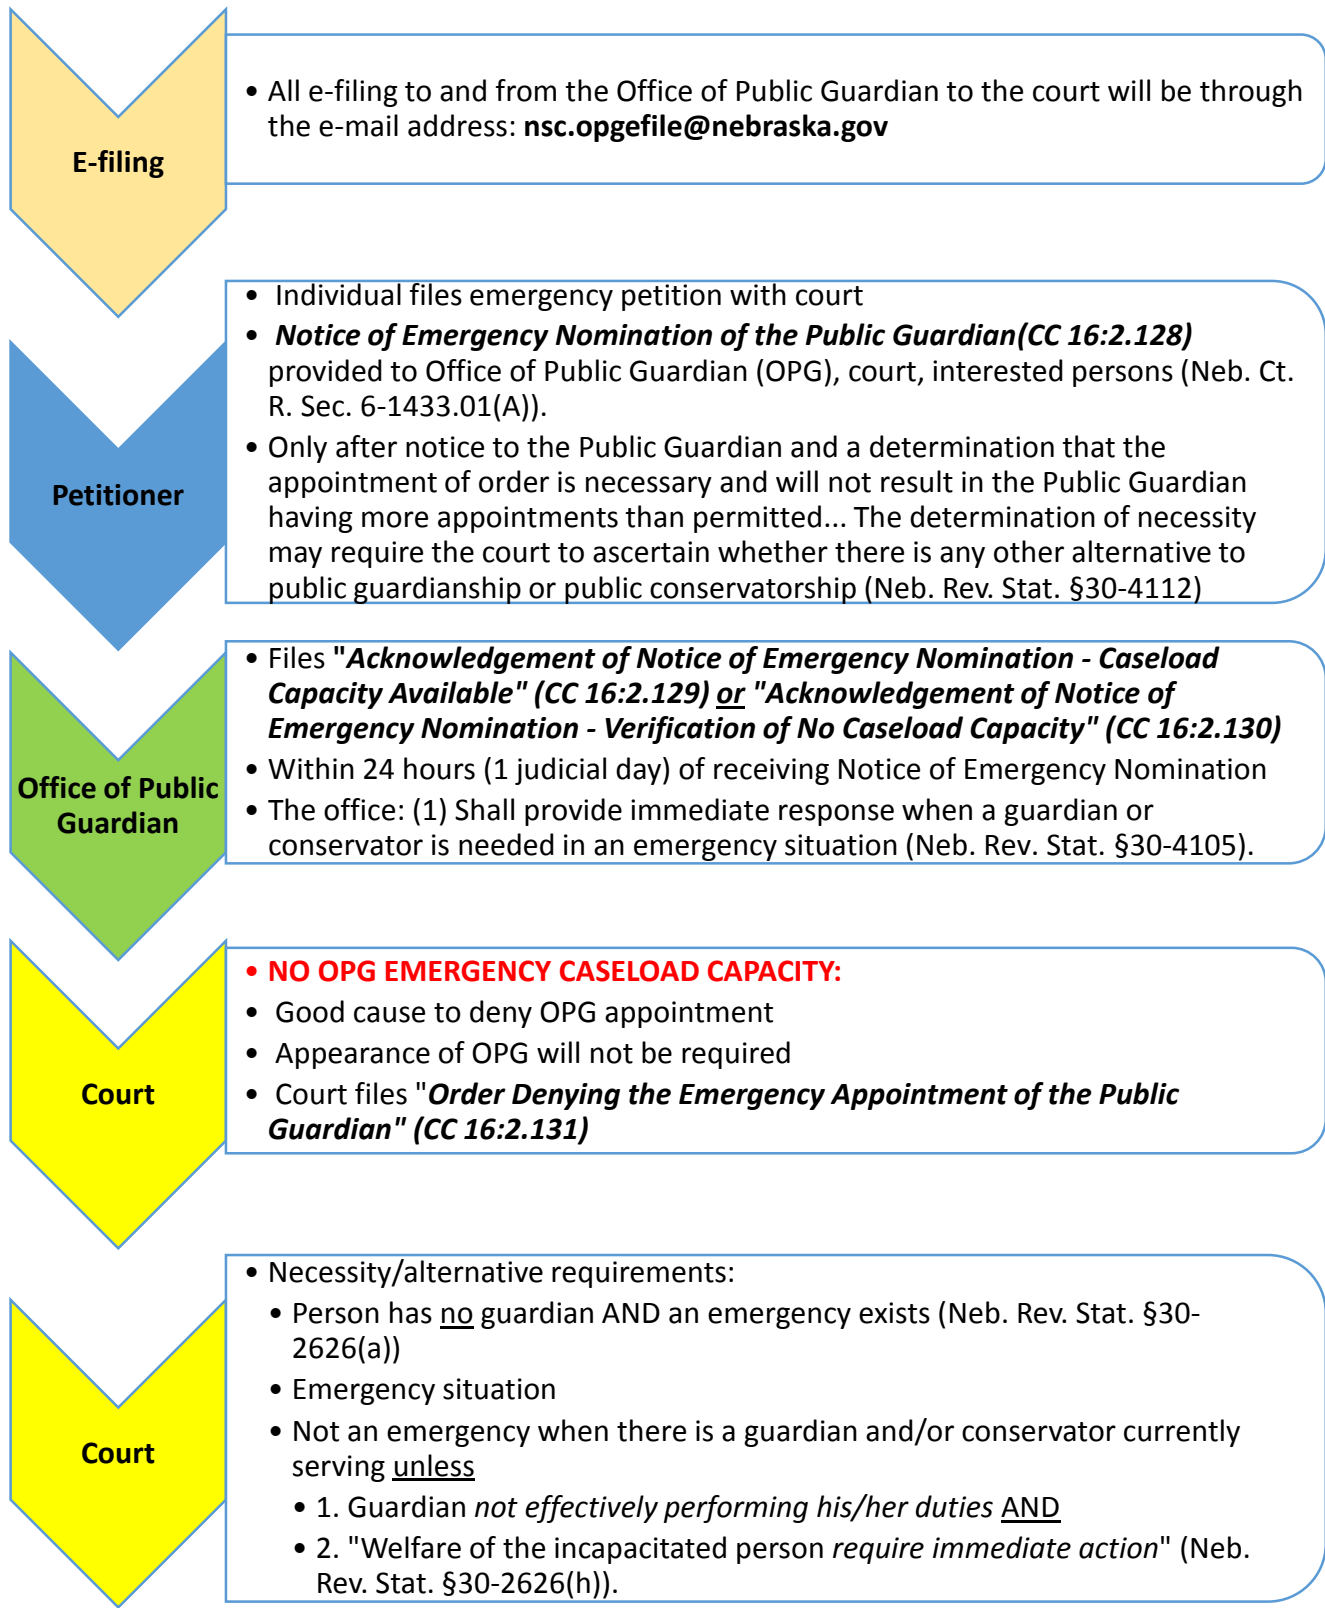 E-filing
• All e-filing to and from the Office of Public Guardian to the court will be through
the e-mail address: nsc.opgefile@nebraska.gov
Petitioner
• Individual files emergency petition with court
• Notice of Emergency Nomination of the Public Guardian(CC 16:2.128)
provided to Office of Public Guardian (OPG), court, interested persons (Neb. Ct.
R. Sec. 6-1433.01(A)).
• Only after notice to the Public Guardian and a determination that the
appointment of order is necessary and will not result in the Public Guardian
having more appointments than permitted... The determination of necessity
may require the court to ascertain whether there is any other alternative to
public guardianship or public conservatorship (Neb. Rev. Stat. §30-4112)
Office of Public
Guardian
• Files "Acknowledgement of Notice of Emergency Nomination - Caseload
Capacity Available" (CC 16:2.129) or "Acknowledgement of Notice of
Emergency Nomination - Verification of No Caseload Capacity" (CC 16:2.130)
• Within 24 hours (1 judicial day) of receiving Notice of Emergency Nomination
• The office: (1) Shall provide immediate response when a guardian or
conservator is needed in an emergency situation (Neb. Rev. Stat. §30-4105).
Court
• NO OPG EMERGENCY CASELOAD CAPACITY:
• Good cause to deny OPG appointment
• Appearance of OPG will not be required
• Court files "Order Denying the Emergency Appointment of the Public
Guardian" (CC 16:2.131)
Court
• Necessity/alternative requirements:
• Person has no guardian AND an emergency exists (Neb. Rev. Stat. §30-
2626(a))
• Emergency situation
• Not an emergency when there is a guardian and/or conservator currently
serving unless
• 1. Guardian not effectively performing his/her duties AND
• 2. "Welfare of the incapacitated person require immediate action" (Neb.
Rev. Stat. §30-2626(h)).